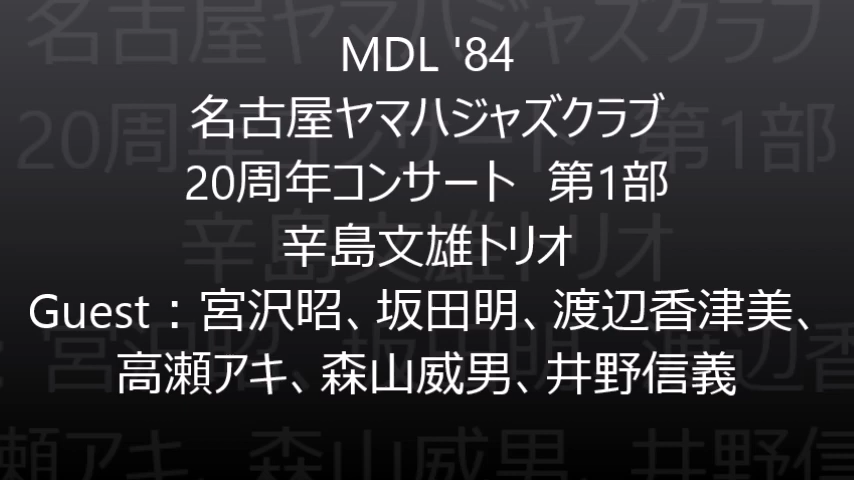 MDL '84
名古屋ヤマハジャズクラブ
20周年コンサート　第1部
辛島文雄トリオ
Guest：宮沢昭、坂田明、渡辺香津美、
高瀬アキ、森山威男、井野信義